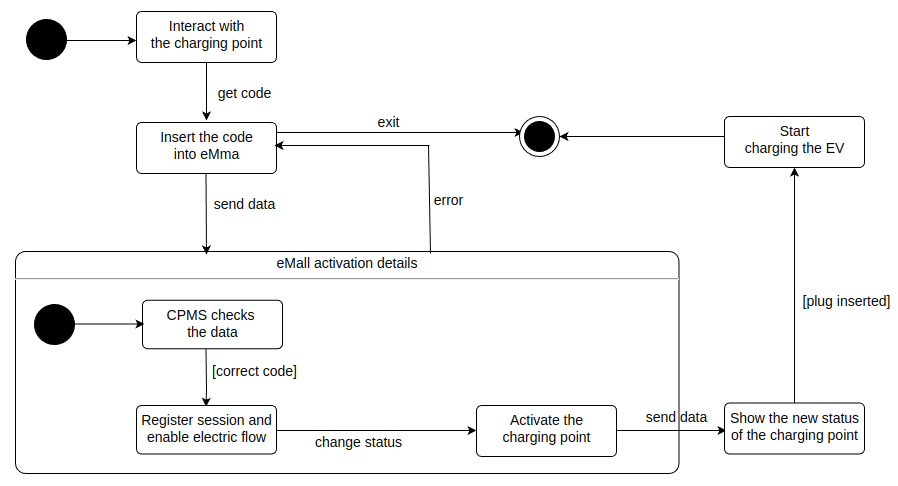 Interact with
the charging point
get code
Insert the code
into eMma
exit
Start
charging the EV
send data
error
eMall activation details
[plug inserted]
CPMS checks
the data
[correct code]
Register session and
enable electric flow
change status
Activate the
charging point
send data
Show the new status
of the charging point